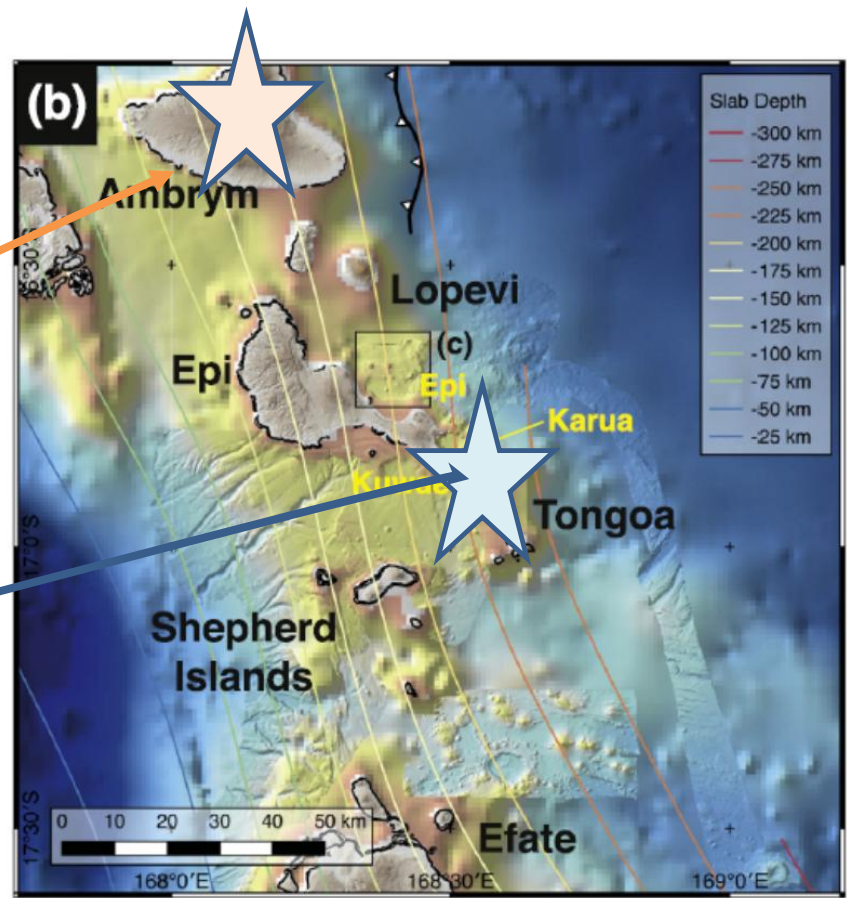 (b)
Slab Depth
-300 km
-275 km
-250 km
-225 km
-200 km
-175 km
-150 km
-125 km
-100 km
-75 km
-50 km
-25 km
Ambrym
Lopevi
(c)
Epi
Epi
Karua
Tongoa
17°0'S
Shepherd
Islands
17°30'S
0 10 20 30 40 50 km
Efate
168°0'E
168°30'E
169°0'E